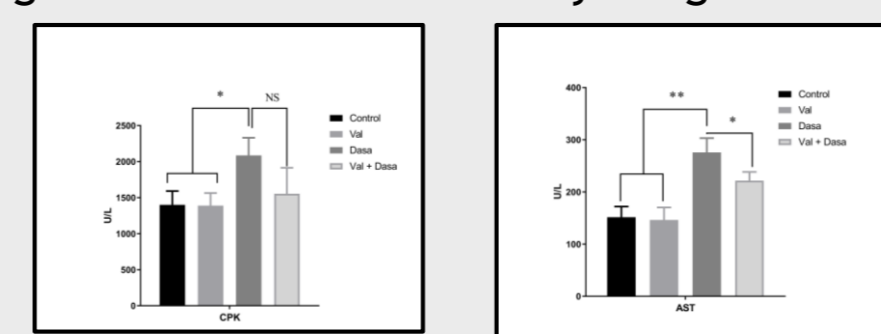 *
NS
Control
Val
Dasa
Val + Dasa
2500
2000
1500
1000
500
0
U/L
CPK
**
*
Control
Val
Dasa
Val + Dasa
400
300
200
100
0
U/L
AST